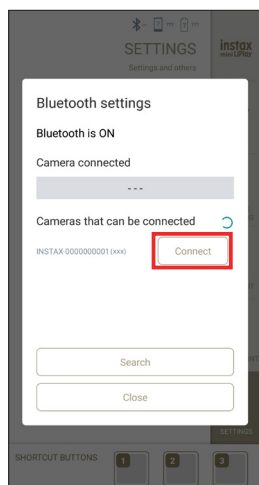 - ? m ? m
SETTINGS
Settings and others
instax
mini LiPlay
Bluetooth settings
Bluetooth is ON
Camera connected
---
Cameras that can be connected
INSTAX-0000000001 (xxx)
Connect
Search
Close
SETTINGS
SHORTCUT BUTTONS
1
2
3